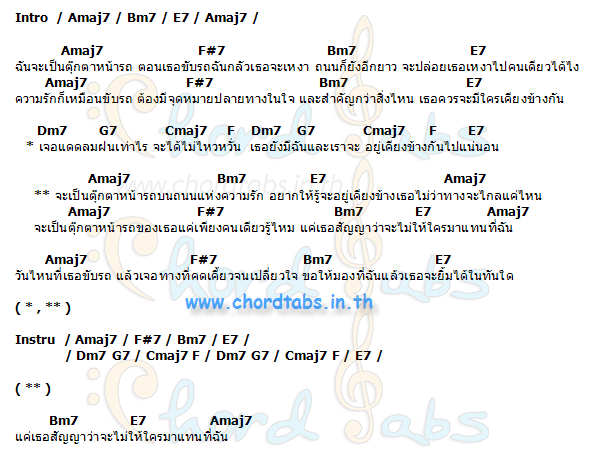 Intro / Amaj7 / Bm7 / E7 / Amaj7 /
Amaj7 F#7 Bm7 E7
ฉันจะเป็นตุ๊กตาหน้ารถ ตอนเธอขับรถฉันกลัวเธอจะเหงา ถนนก็ยังอีกยาว จะปล่อยเธอเหงาไปคนเดียวได้ไง
Amaj7 F#7 Bm7 E7
ความรักก็เหมือนขับรถ ต้องมีจุดหมายปลายทางในใจ และสำคัญกว่าสิ่งไหน เธอควรจะมีใครเคียงข้างกัน
Dm7 G7 Cmaj7 F Dm7 G7 Cmaj7 F E7
* เจอแดดลมฝนเท่าไร จะได้ไม่ไหวหวั่น เธอยังมีฉันและเราจะ อยู่เคียงข้างกันไปแน่นอน
Amaj7 Bm7 E7 Amaj7
** จะเป็นตุ๊กตาหน้ารถบนถนนแห่งความรัก อยากให้รู้จะอยู่เคียงข้างเธอไม่ว่าทางจะไกลแค่ไหน
Amaj7 F#7 Bm7 E7 Amaj7
จะเป็นตุ๊กตาหน้ารถของเธอแค่เพียงคนเดียวรู้ไหม แค่เธอสัญญาว่าจะไม่ให้ใครมาแทนที่ฉัน
Amaj7 F#7 Bm7 E7
วันไหนที่เธอขับรถ แล้วเจอทางที่คดเคี้ยวจนเปลี่ยวใจ ขอให้มองที่ฉันแล้วเธอจะยิ้มได้ในทันใด
www.chordtabs.in.th
( * , ** )
Instru / Amaj7 / F#7 / Bm7 / E7 /
/ Dm7 G7 / Cmaj7 F / Dm7 G7 / Cmaj7 F / E7 /
( ** )
Bm7 E7 Amaj7
แค่เธอสัญญาว่าจะไม่ให้ใครมาแทนที่ฉัน